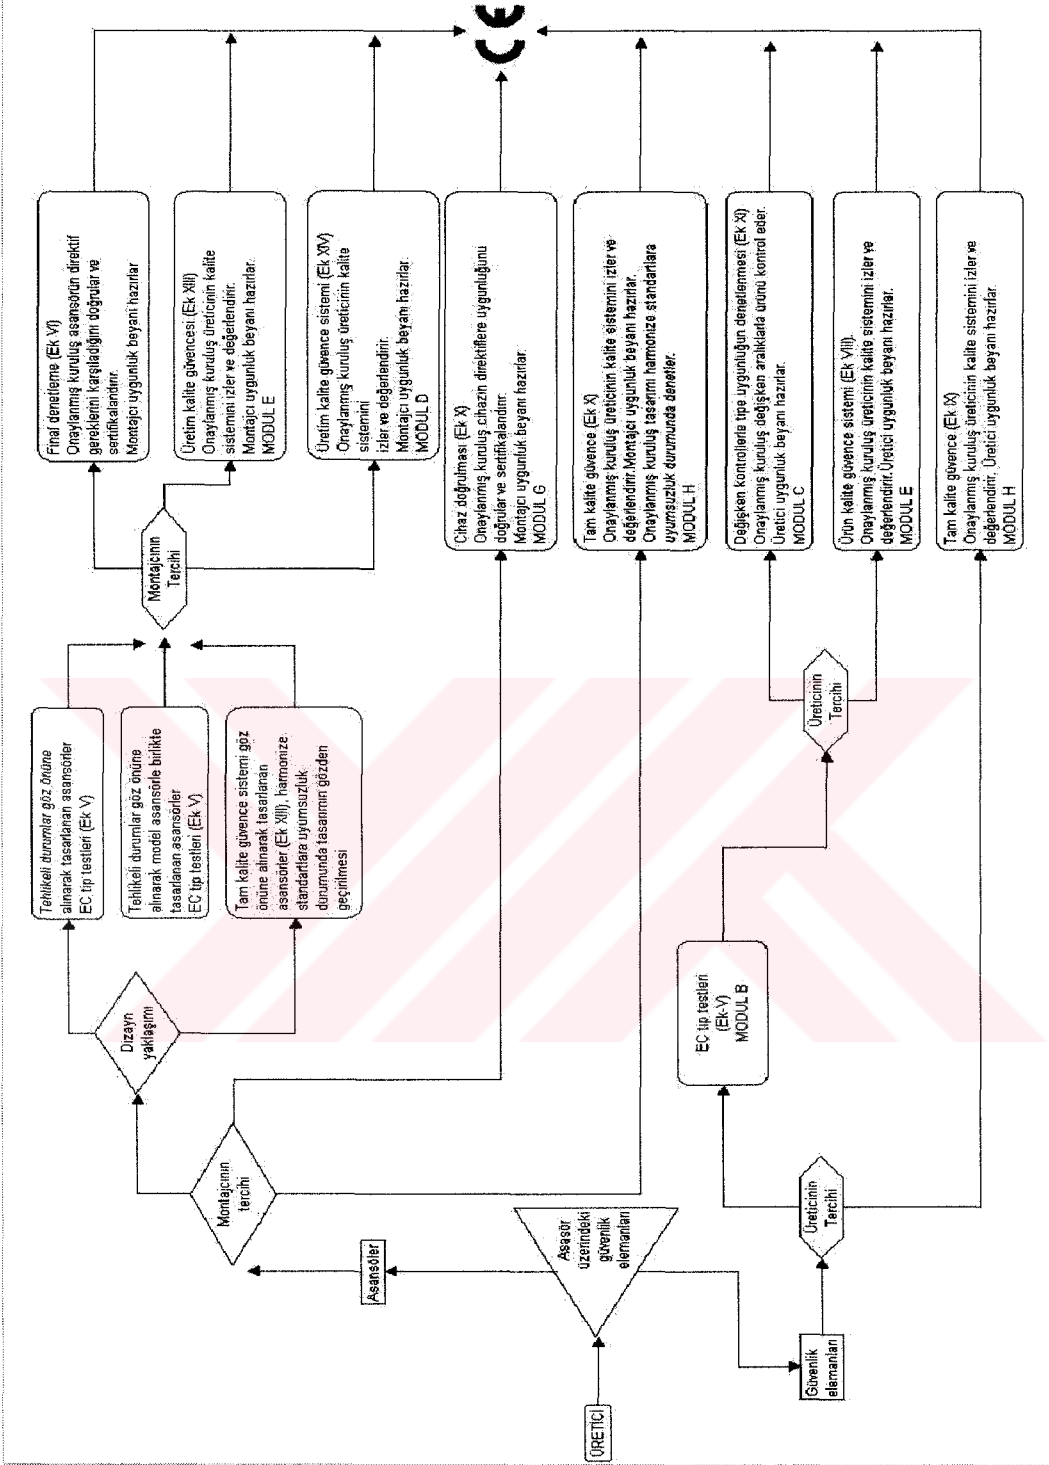 ÜRETİCİ
Asasör
üzerindeki
güvenlik
elemanları
Asansöler
Güvenlik
elemanları
Montajcının
tercihi
Üreticinin
Tercihi
Dizayn
yaklaşımı
EC tip testleri
(Ek-V)
MODUL B
Tehlikeli durumlar göz önüne
alınarak tasarlanan asansörler
EC tip testleri (Ek V)
Tehlikeli durumlar göz önüne
alınarak model asansörle birlikte
tasarlanan asansörler
EC tip testleri (Ek V)
Tam kalite güvence sistemi göz
önüne alınarak tasarlanan
asansörler (Ek XIII), harmonize
standartlara uyumsuzluk
durumunda tasarımın gözden
geçirilmesi
Montajcının
Tercihi
Üreticinin
Tercihi
Final denetleme (Ek VI)
Onaylanmış kuruluş asansörün direktif
gereklerini karşıladığını doğrular ve
sertifikalandırır.
Montajcı uygunluk beyanı hazırlar
Üretim kalite güvencesi (Ek XIII)
Onaylanmış kuruluş üreticinin kalite
sistemini izler ve değerlendirir.
Montajcı uygunluk beyanı hazırlar.
MODULE E
Üretim kalite güvence sistemi (Ek XIV)
Onaylanmış kuruluş üreticinin kalite
sistemini
izler ve değerlendirir.
Montajcı uygunluk beyanı hazırlar.
MODUL D
Cihaz doğrulması (Ek X)
Onaylanmış kuruluş cihazın direktiflere uygunluğunu
doğrular ve sertifikalandırır.
Montajcı uygunluk beyanı hazırlar.
MODUL G
Tam kalite güvence (Ek X)
Onaylanmış kuruluş üreticinin kalite sistemini izler ve
değerlendirir.Montajcı uygunluk beyanı hazırlar.
Onaylanmış kuruluş tasarımı harmonize standartlara
uyumsuzluk durumunda denetler.
MODUL H
Değişken kontrollerle tipe uygunluğun denetlenmesi (Ek XI)
Onaylanmış kuruluş değişken aralıklarla ürünü kontrol eder.
Üretici uygunluk beyanı hazırlar.
MODUL C
Ürün kalite güvence sistemi (Ek VIII)
Onaylanmış kuruluş üreticinin kalite sistemini izler ve
değerlendirir.Üretici uygunluk beyanı hazırlar.
MODUL E
Tam kalite güvence (Ek IX)
Onaylanmış kuruluş üreticinin kalite sistemini izler ve
değerlendirir. Üretici uygunluk beyanı hazırlar.
MODUL H
CE